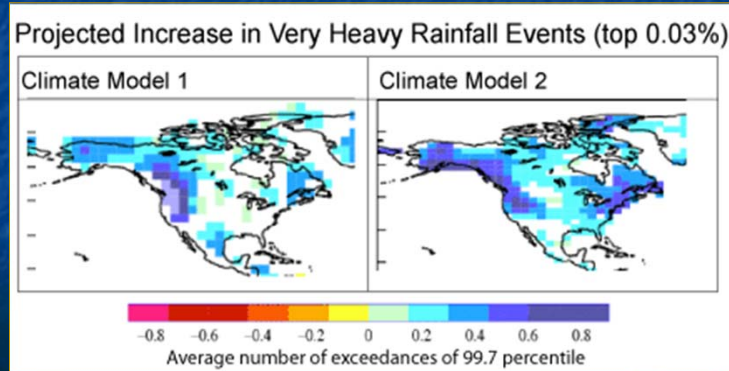 Projected Increase in Very Heavy Rainfall Events (top 0.03%)
Climate Model 1 Climate Model 2
-0.8 -0.6 -0.4 -0.2 0 0.2 0.4 0.6 0.8
Average number of exceedances of 99.7 percentile